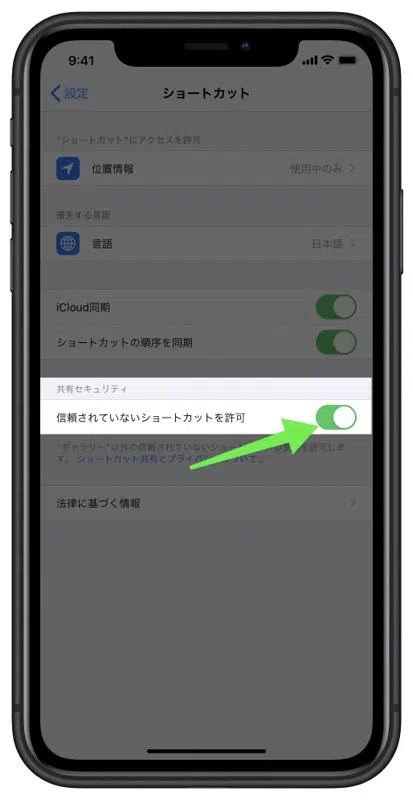 9:41
設定
ショートカット
"ショートカット"にアクセスを許可
位置情報
使用中のみ
優先する言語
言語
日本語
iCloud同期
ショートカットの順序を同期
共有セキュリティ
信頼されていないショートカットを許可
"ギャラリー"以外の信頼されていないショー
を許可しま
す。ショートカット共有とプライバ
法律に基づく情報